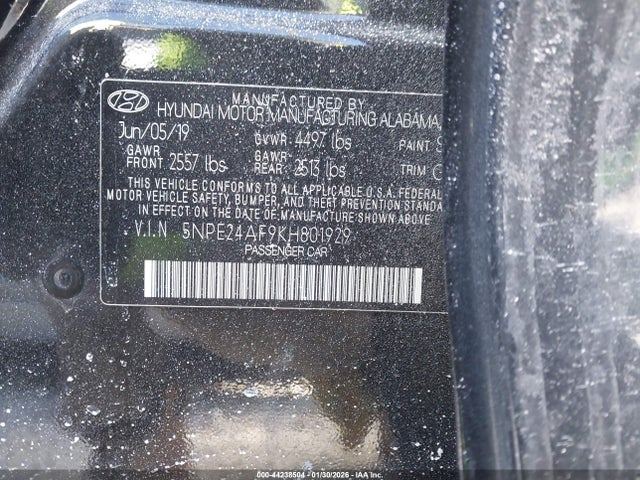 MANUFACTURED BY
HYUNDAI MOTOR MANUFACTURING ALABAMA,
Jun/05/19
GVWR 4497 lbs
PAINT
GAWR FRONT 2557 lbs
GAWR REAR 2513 lbs
TRIM
THIS VEHICLE CONFORMS TO ALL APPLICABLE U.S.A. FEDERAL
MOTOR VEHICLE SAFETY, BUMPER, AND THEFT PREVENTION STANDA
IN EFFECT ON THE DATE OF MANUFACTURE SHOWN ABOVE
V.I.N 5NPE24AF9KH801929
PASSENGER CAR
000-44238504 - 01/30/2026 - IAA Inc.